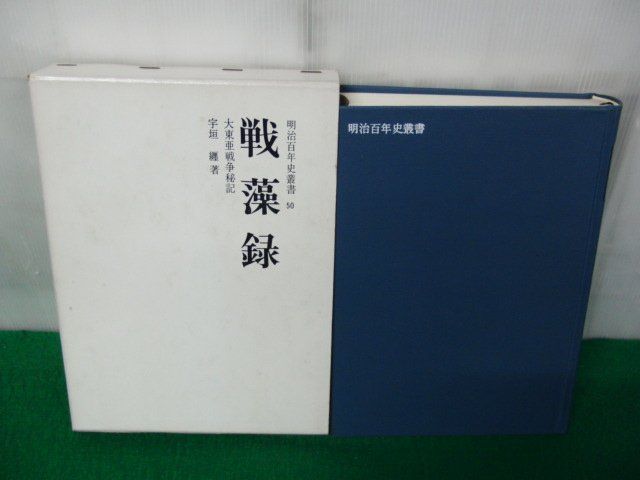 明治百年史叢書 50
戦藻録
大東亜戦争秘記
宇垣 纏 著
明治百年史叢書